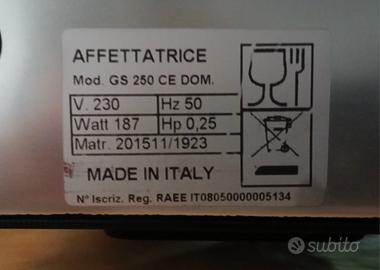 AFFETTATRICE
Mod. GS 250 CE DOM.
V. 230 Hz 50
Watt 187 Hp 0,25
Matr. 201511/1923
MADE IN ITALY
N° Iscriz. Reg. RAEE IT08050000005134
subito